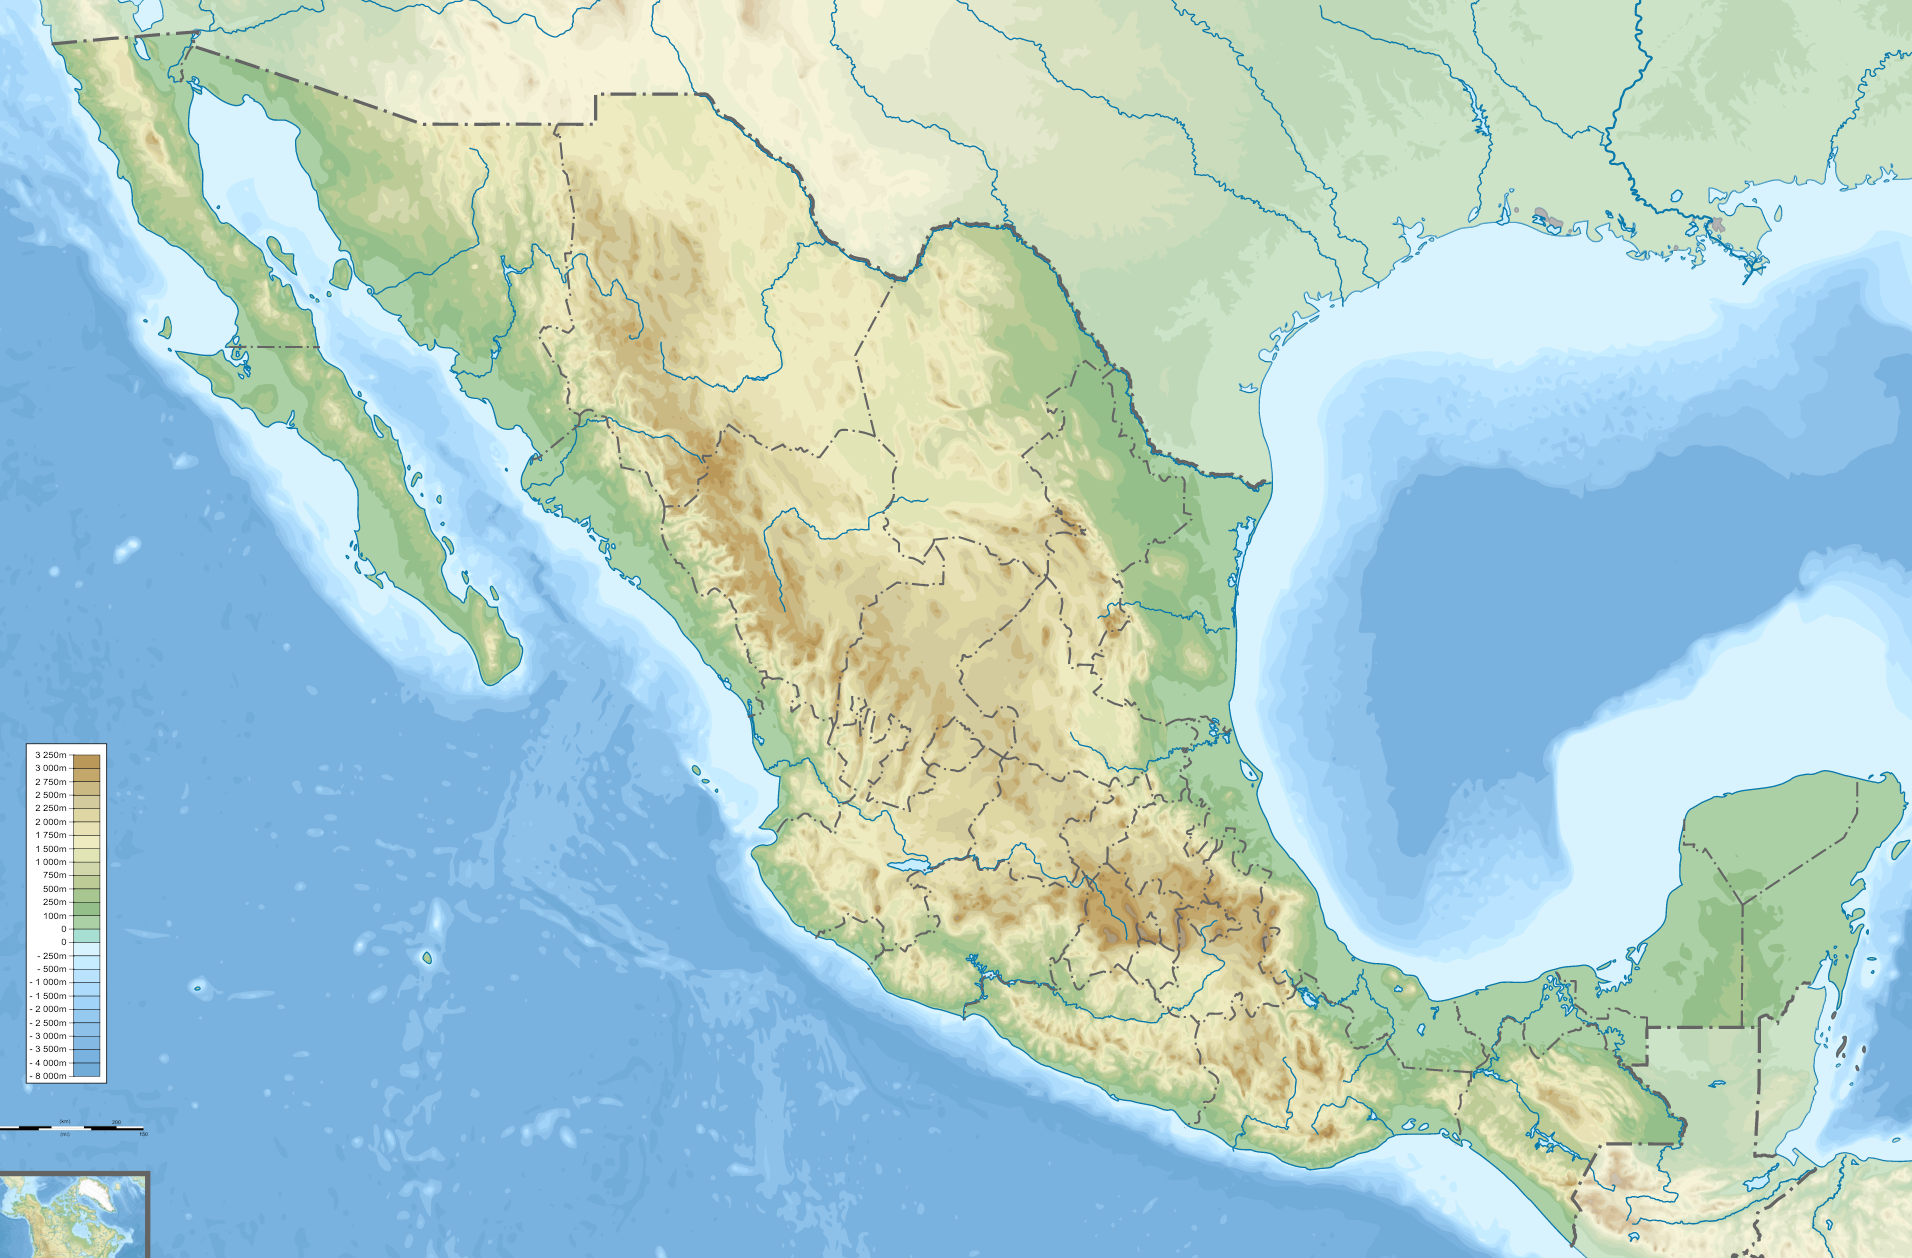 3 250m
3 000m
2 750m
2 500m
2 250m
2 000m
1 750m
1 500m
1 000m
750m
500m
250m
100m
0
0
- 250m
- 500m
- 1 000m
- 1 500m
- 2 000m
- 2 500m
- 3 000m
- 3 500m
- 4 000m
- 8 000m
(km) 200
(mi) 150